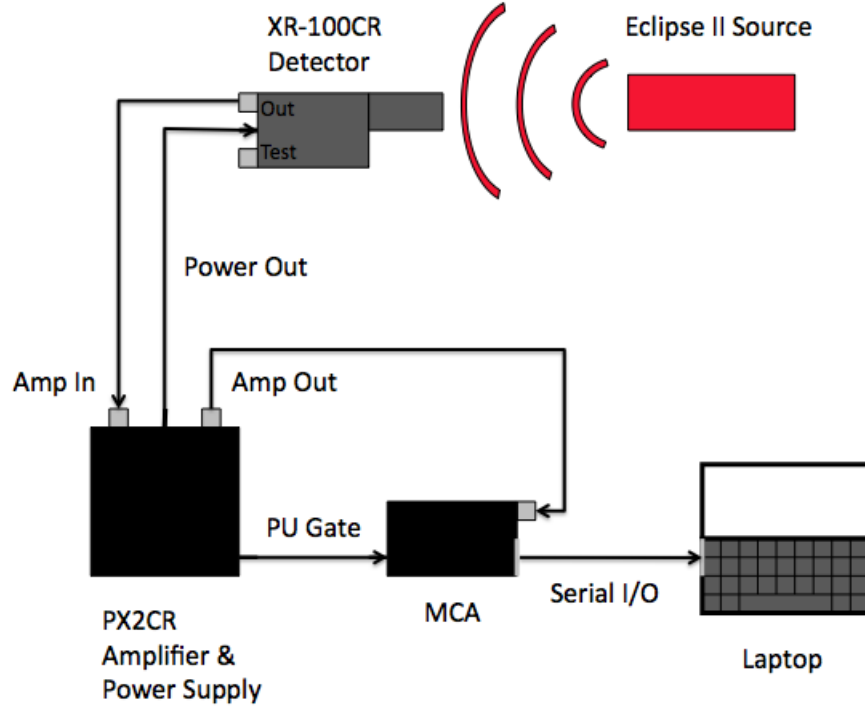 XR-100CR
Detector
Eclipse II Source
Out
Test
Power Out
Amp In
Amp Out
PU Gate
Serial I/O
MCA
PX2CR
Amplifier &
Power Supply
Laptop